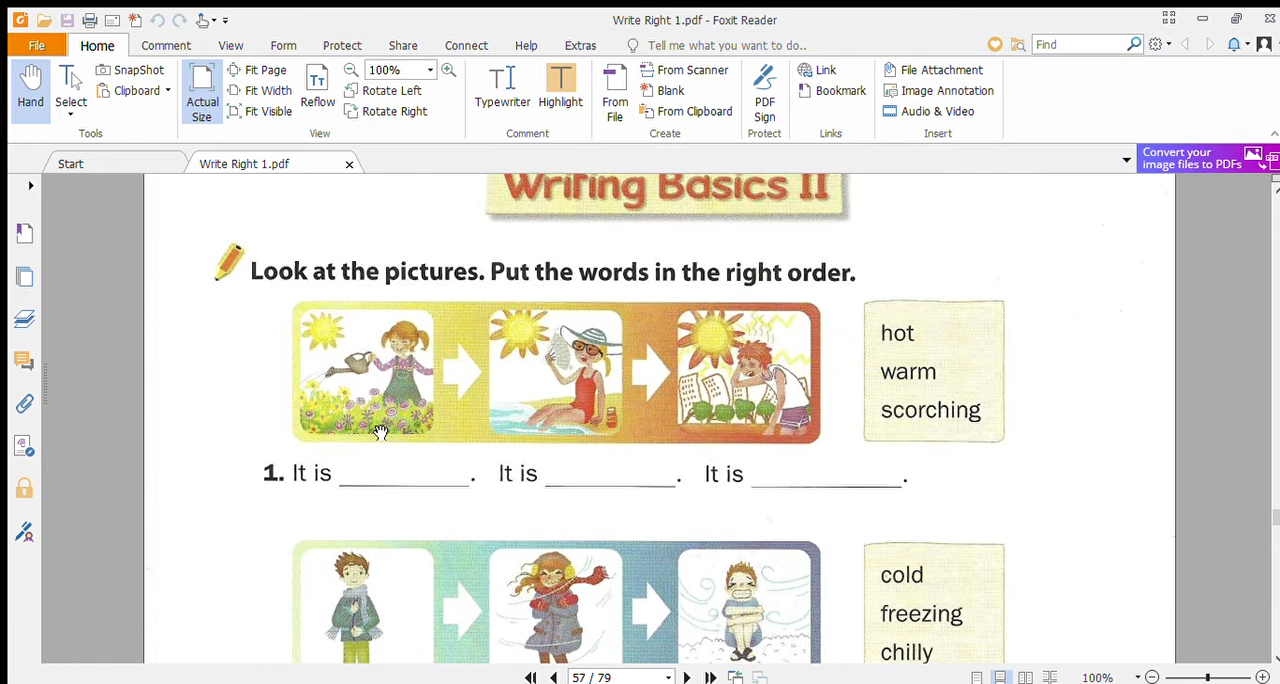 Write Right 1.pdf - Foxit Reader
File Home Comment View Form Protect Share Connect Help Extras Tell me what you want to do.. Find
Hand
Select
SnapShot
Clipboard
Tools
Actual Size
Fit Page
Fit Width
Fit Visible
Reflow
100%
Rotate Left
Rotate Right
View
Typewriter
Highlight
Comment
From File
From Scanner
Blank
From Clipboard
Create
PDF Sign
Protect
Link
Bookmark
Links
File Attachment
Image Annotation
Audio & Video
Insert
Start
Write Right 1.pdf
Convert your
image files to PDFs
Writing Basics II
Look at the pictures. Put the words in the right order.
hot
warm
scorching
1. It is ____________. It is ____________. It is ______________.
cold
freezing
chilly
57 / 79
100%